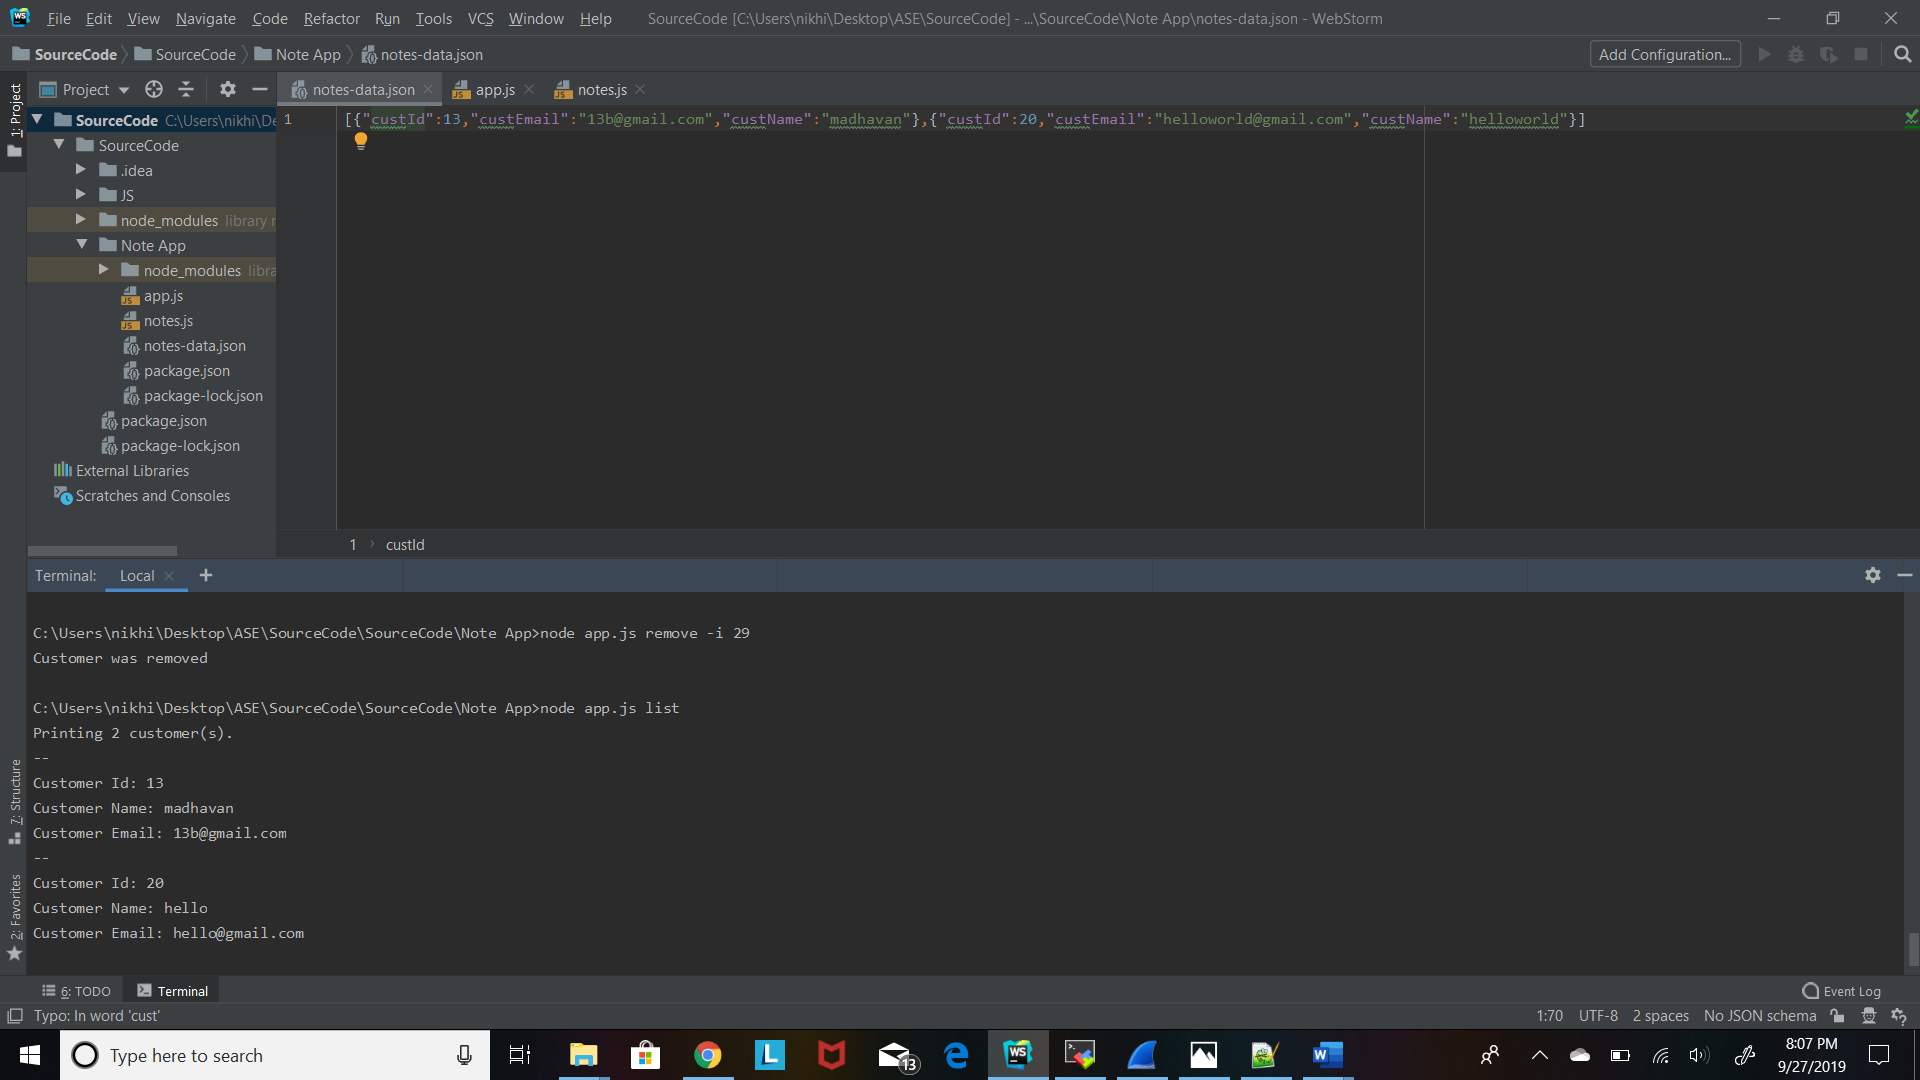 File Edit View Navigate Code Refactor Run Tools VCS Window Help SourceCode [C:\Users\nikhi\Desktop\ASE\SourceCode] - ...\SourceCode\Note App\notes-data.json - WebStorm
SourceCode SourceCode Note App notes-data.json Add Configuration...
1: Project
Project notes-data.json app.js notes.js
SourceCode C:\Users\nikhi\De
SourceCode
.idea
JS
node_modules library r
Note App
node_modules libra
app.js
notes.js
notes-data.json
package.json
package-lock.json
package.json
package-lock.json
External Libraries
Scratches and Consoles
1 [{"custId":13,"custEmail":"13b@gmail.com","custName":"madhavan"},{"custId":20,"custEmail":"helloworld@gmail.com","custName":"helloworld"}]
1 custId
Terminal: Local
C:\Users\nikhi\Desktop\ASE\SourceCode\SourceCode\Note App>node app.js remove -i 29
Customer was removed
C:\Users\nikhi\Desktop\ASE\SourceCode\SourceCode\Note App>node app.js list
Printing 2 customer(s).
--
Customer Id: 13
Customer Name: madhavan
Customer Email: 13b@gmail.com
--
Customer Id: 20
Customer Name: hello
Customer Email: hello@gmail.com
7: Structure
2: Favorites
6: TODO Terminal Event Log
Typo: In word 'cust' 1:70 UTF-8 2 spaces No JSON schema
Type here to search L WS 13 W 8:07 PM
9/27/2019